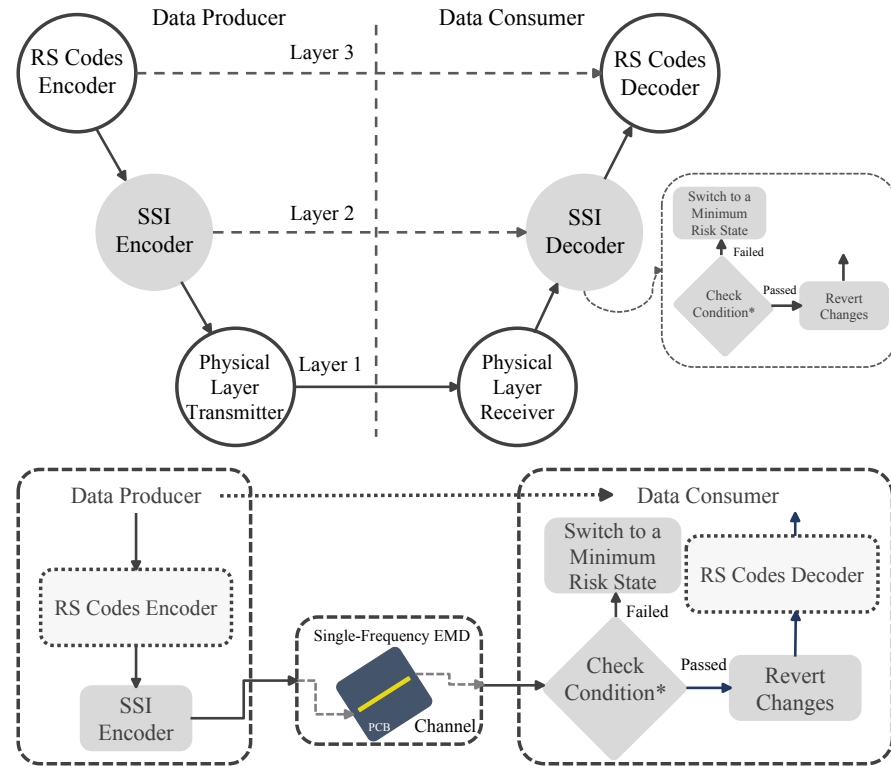 Data Producer
Data Consumer
RS Codes
Encoder
Layer 3
RS Codes
Decoder
SSI
Encoder
Layer 2
SSI
Decoder
Switch to a
Minimum
Risk State
Failed
Check
Condition*
Passed
Revert
Changes
Physical
Layer
Transmitter
Layer 1
Physical
Layer
Receiver
Data Producer
Data Consumer
Switch to a
Minimum
Risk State
RS Codes Decoder
RS Codes Encoder
Failed
Single-Frequency EMD
Check
Condition*
Passed
Revert
Changes
SSI
Encoder
PCB
Channel